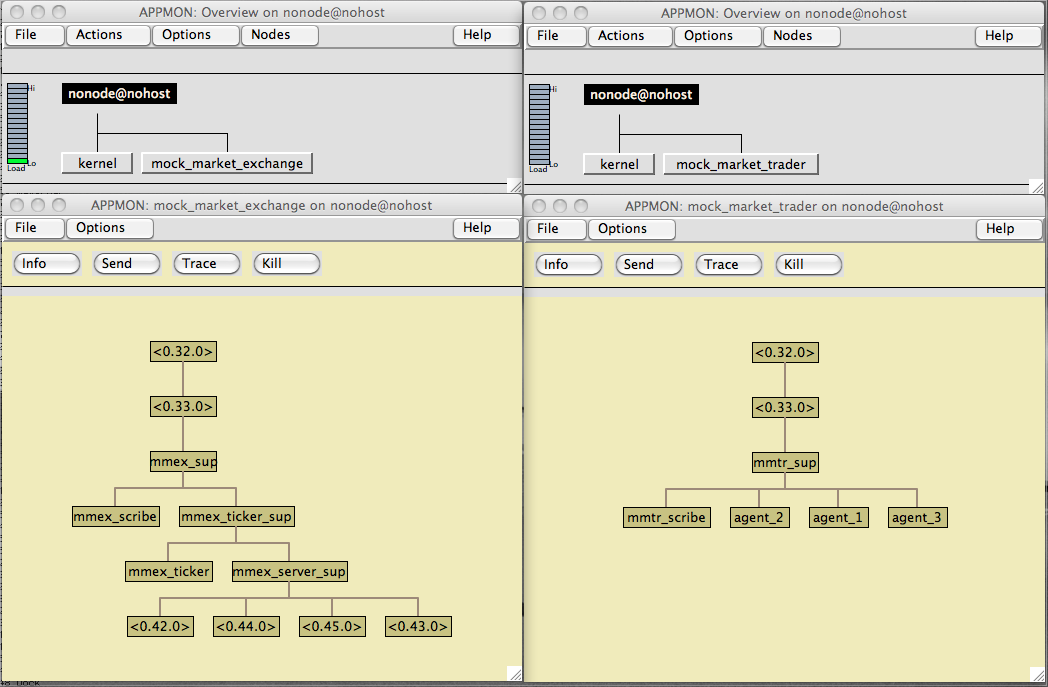 APPMON: Overview on nonode@nohost
File Actions Options Nodes Help
Hi
nonode@nohost
Lo
Load
kernel mock_market_exchange
APPMON: Overview on nonode@nohost
File Actions Options Nodes Help
Hi
nonode@nohost
Lo
Load
kernel mock_market_trader
APPMON: mock_market_exchange on nonode@nohost
File Options Help
Info Send Trace Kill
<0.32.0>
<0.33.0>
mmex_sup
mmex_scribe mmex_ticker_sup
mmex_ticker mmex_server_sup
<0.42.0> <0.44.0> <0.45.0> <0.43.0>
APPMON: mock_market_trader on nonode@nohost
File Options Help
Info Send Trace Kill
<0.32.0>
<0.33.0>
mmtr_sup
mmtr_scribe agent_2 agent_1 agent_3